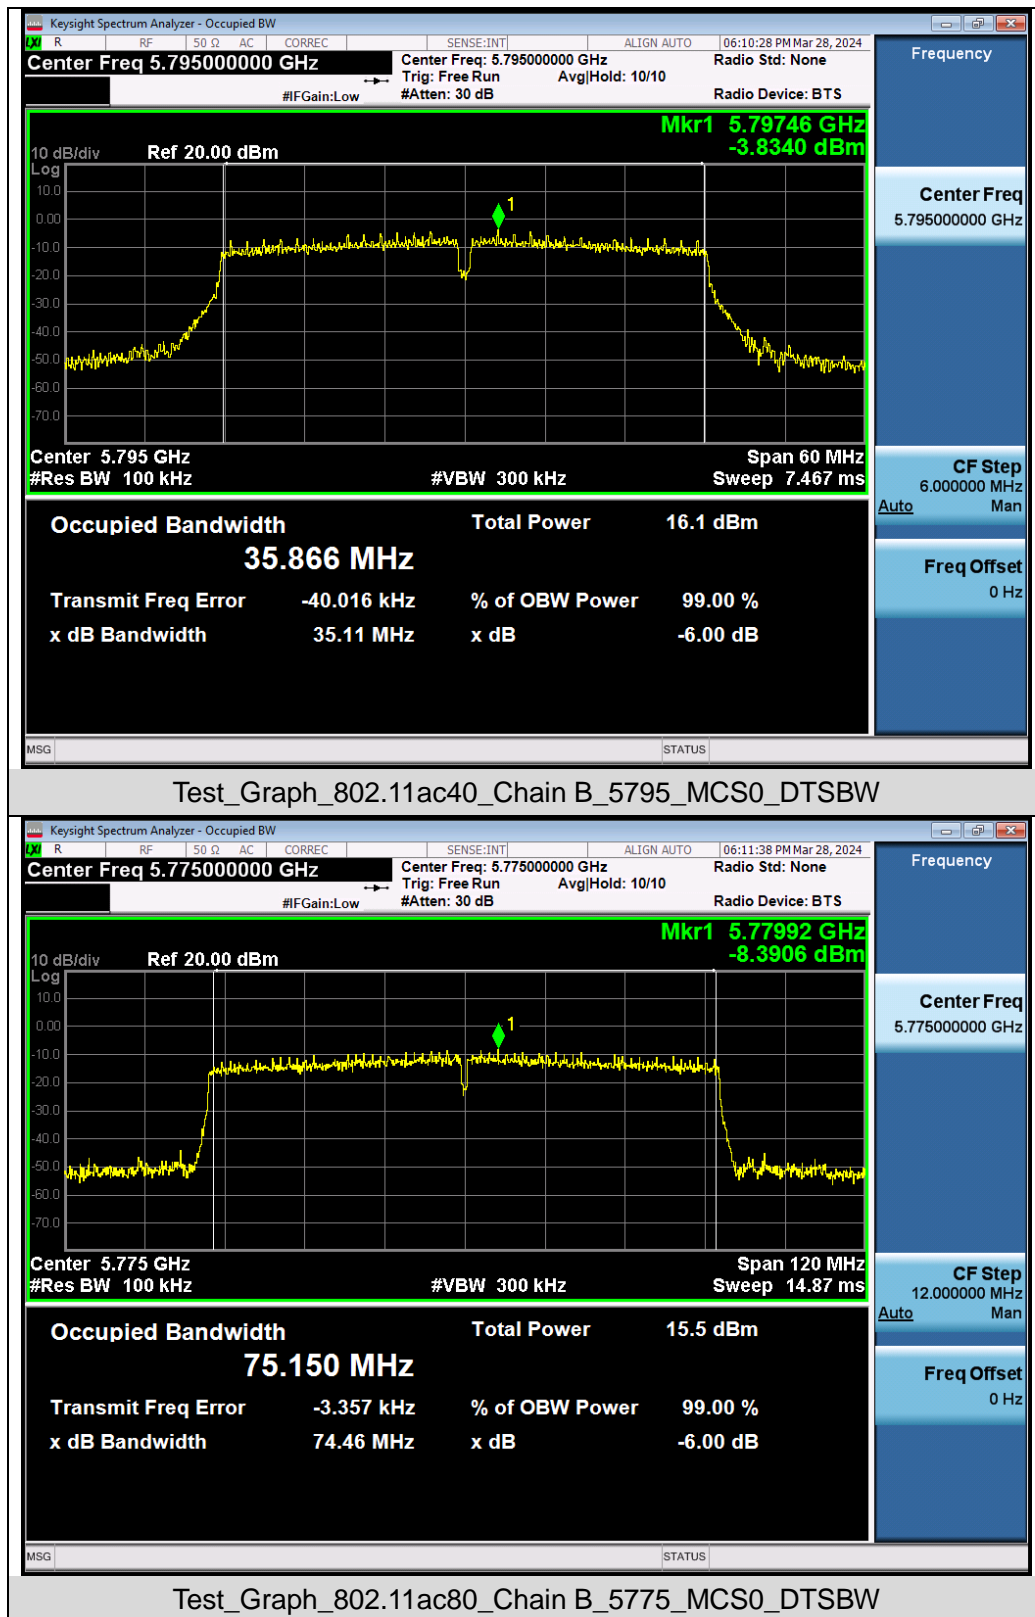 Keysight Spectrum Analyzer - Occupied BW
LXI R RF 50 Ω AC CORREC SENSE:INT ALIGN AUTO 06:10:28 PM Mar 28, 2024
Center Freq 5.795000000 GHz
Center Freq: 5.795000000 GHz Radio Std: None
Trig: Free Run Avg|Hold: 10/10
#IFGain:Low #Atten: 30 dB Radio Device: BTS
Frequency
Mkr1 5.79746 GHz
-3.8340 dBm
10 dB/div Ref 20.00 dBm
Log
10.0
0.00
-10.0
-20.0
-30.0
-40.0
-50.0
-60.0
-70.0
1
Center Freq
5.795000000 GHz
Center 5.795 GHz Span 60 MHz
#Res BW 100 kHz #VBW 300 kHz Sweep 7.467 ms
CF Step
6.000000 MHz
Auto Man
Freq Offset
0 Hz
Occupied Bandwidth Total Power 16.1 dBm
35.866 MHz
Transmit Freq Error -40.016 kHz % of OBW Power 99.00 %
x dB Bandwidth 35.11 MHz x dB -6.00 dB
MSG STATUS
Test_Graph_802.11ac40_Chain B_5795_MCS0_DTSBW
Keysight Spectrum Analyzer - Occupied BW
LXI R RF 50 Ω AC CORREC SENSE:INT ALIGN AUTO 06:11:38 PM Mar 28, 2024
Center Freq 5.775000000 GHz
Center Freq: 5.775000000 GHz Radio Std: None
Trig: Free Run Avg|Hold: 10/10
#IFGain:Low #Atten: 30 dB Radio Device: BTS
Frequency
Mkr1 5.77992 GHz
-8.3906 dBm
10 dB/div Ref 20.00 dBm
Log
10.0
0.00
-10.0
-20.0
-30.0
-40.0
-50.0
-60.0
-70.0
1
Center Freq
5.775000000 GHz
Center 5.775 GHz Span 120 MHz
#Res BW 100 kHz #VBW 300 kHz Sweep 14.87 ms
CF Step
12.000000 MHz
Auto Man
Freq Offset
0 Hz
Occupied Bandwidth Total Power 15.5 dBm
75.150 MHz
Transmit Freq Error -3.357 kHz % of OBW Power 99.00 %
x dB Bandwidth 74.46 MHz x dB -6.00 dB
MSG STATUS
Test_Graph_802.11ac80_Chain B_5775_MCS0_DTSBW